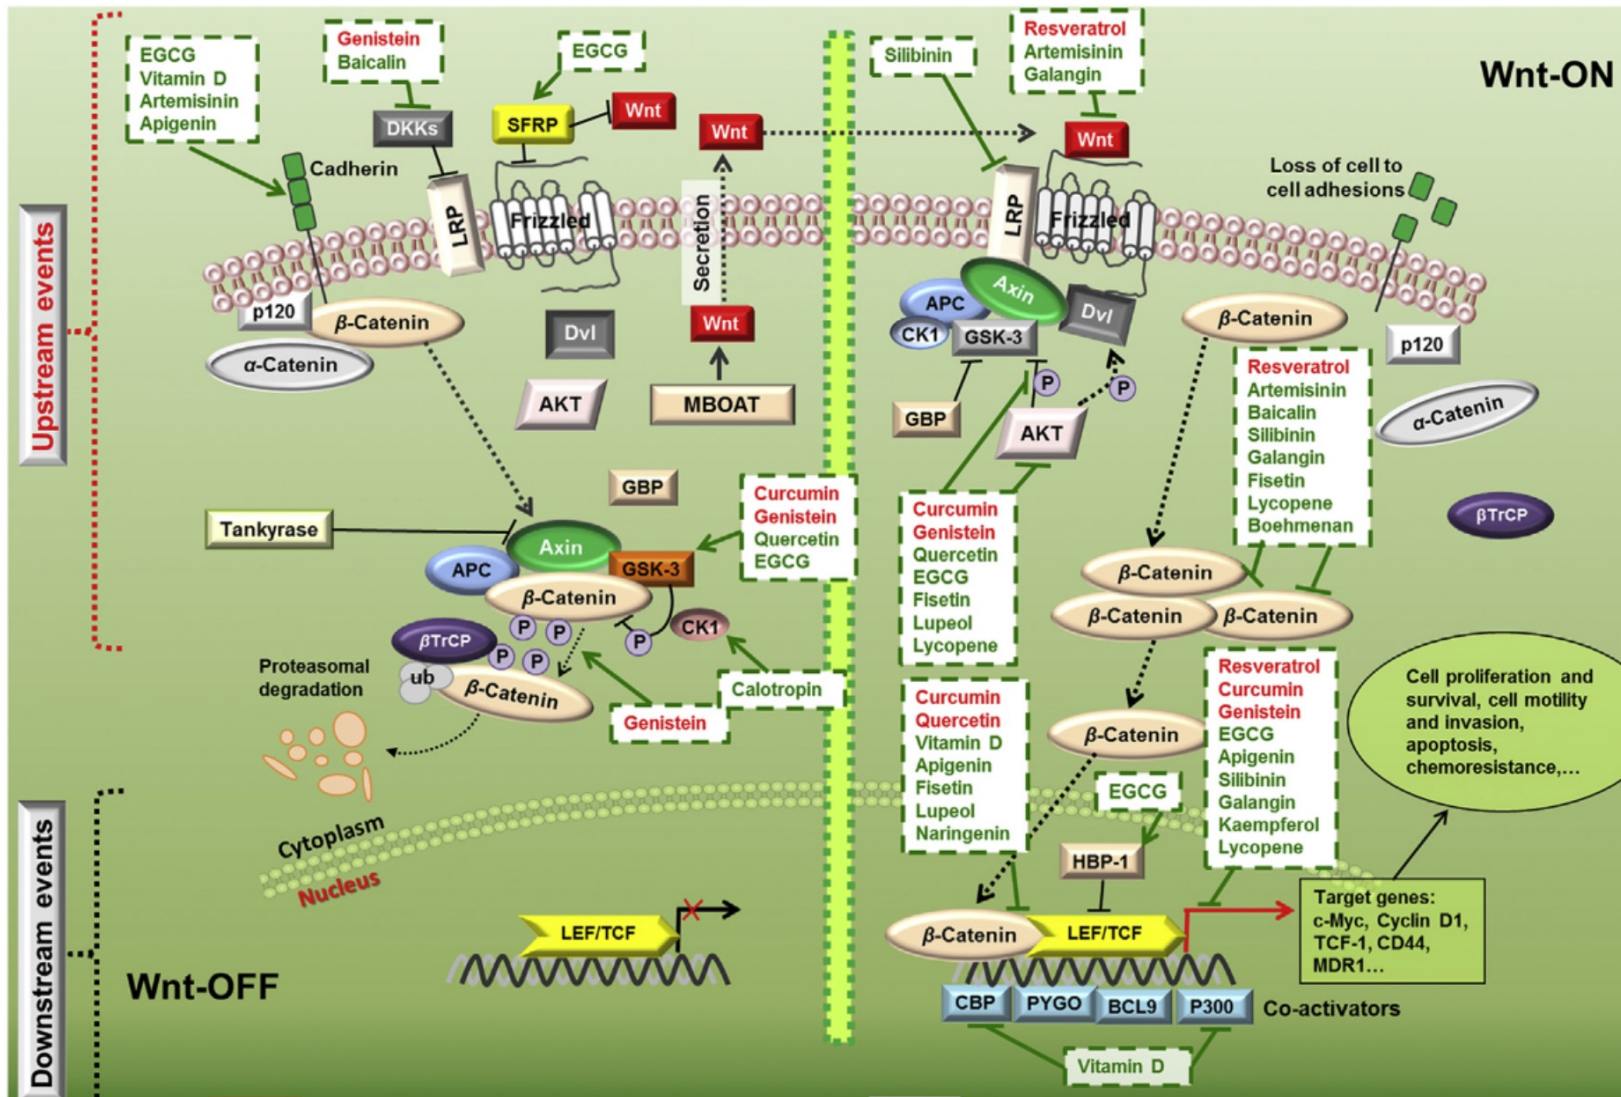 Upstream events
Downstream events
EGCG
Vitamin D
Artemisinin
Apigenin
Genistein
Baicalin
EGCG
DKKs
SFRP
Wnt
Cadherin
LRP
Frizzled
Wnt
Secretion
Wnt
MBOAT
p120
β-Catenin
α-Catenin
Dvl
AKT
GBP
Tankyrase
Axin
APC
GSK-3
β-Catenin
Curcumin
Genistein
Quercetin
EGCG
P
P
P
CK1
βTrCP
P
P
ub
β-Catenin
Proteasomal
degradation
Calotropin
Genistein
Cytoplasm
Nucleus
LEF/TCF
Wnt-OFF
Wnt-ON
Silibinin
Resveratrol
Artemisinin
Galangin
Wnt
LRP
Frizzled
Loss of cell to
cell adhesions
Axin
APC
CK1
GSK-3
Dvl
GBP
P
P
AKT
β-Catenin
p120
α-Catenin
βTrCP
Resveratrol
Artemisinin
Baicalin
Silibinin
Galangin
Fisetin
Lycopene
Boehmenan
Curcumin
Genistein
Quercetin
EGCG
Fisetin
Lupeol
Lycopene
β-Catenin
β-Catenin
β-Catenin
β-Catenin
Curcumin
Quercetin
Vitamin D
Apigenin
Fisetin
Lupeol
Naringenin
EGCG
HBP-1
Resveratrol
Curcumin
Genistein
EGCG
Apigenin
Silibinin
Galangin
Kaempferol
Lycopene
Cell proliferation and
survival, cell motility
and invasion,
apoptosis,
chemoresistance,...
Target genes:
c-Myc, Cyclin D1,
TCF-1, CD44,
MDR1...
β-Catenin
LEF/TCF
CBP
PYGO
BCL9
P300
Co-activators
Vitamin D